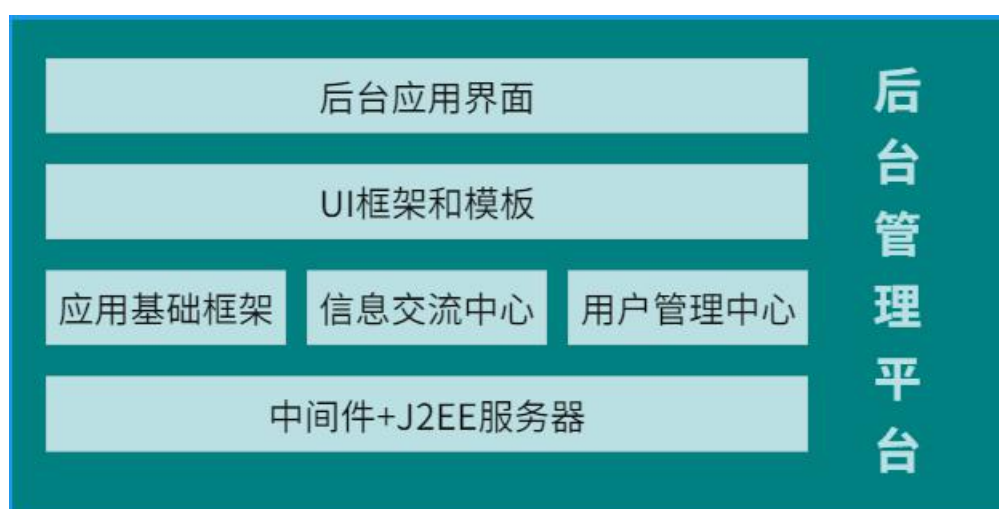 后台应用界面
UI框架和模板
应用基础框架
信息交流中心
用户管理中心
中间件+J2EE服务器
后台管理平台